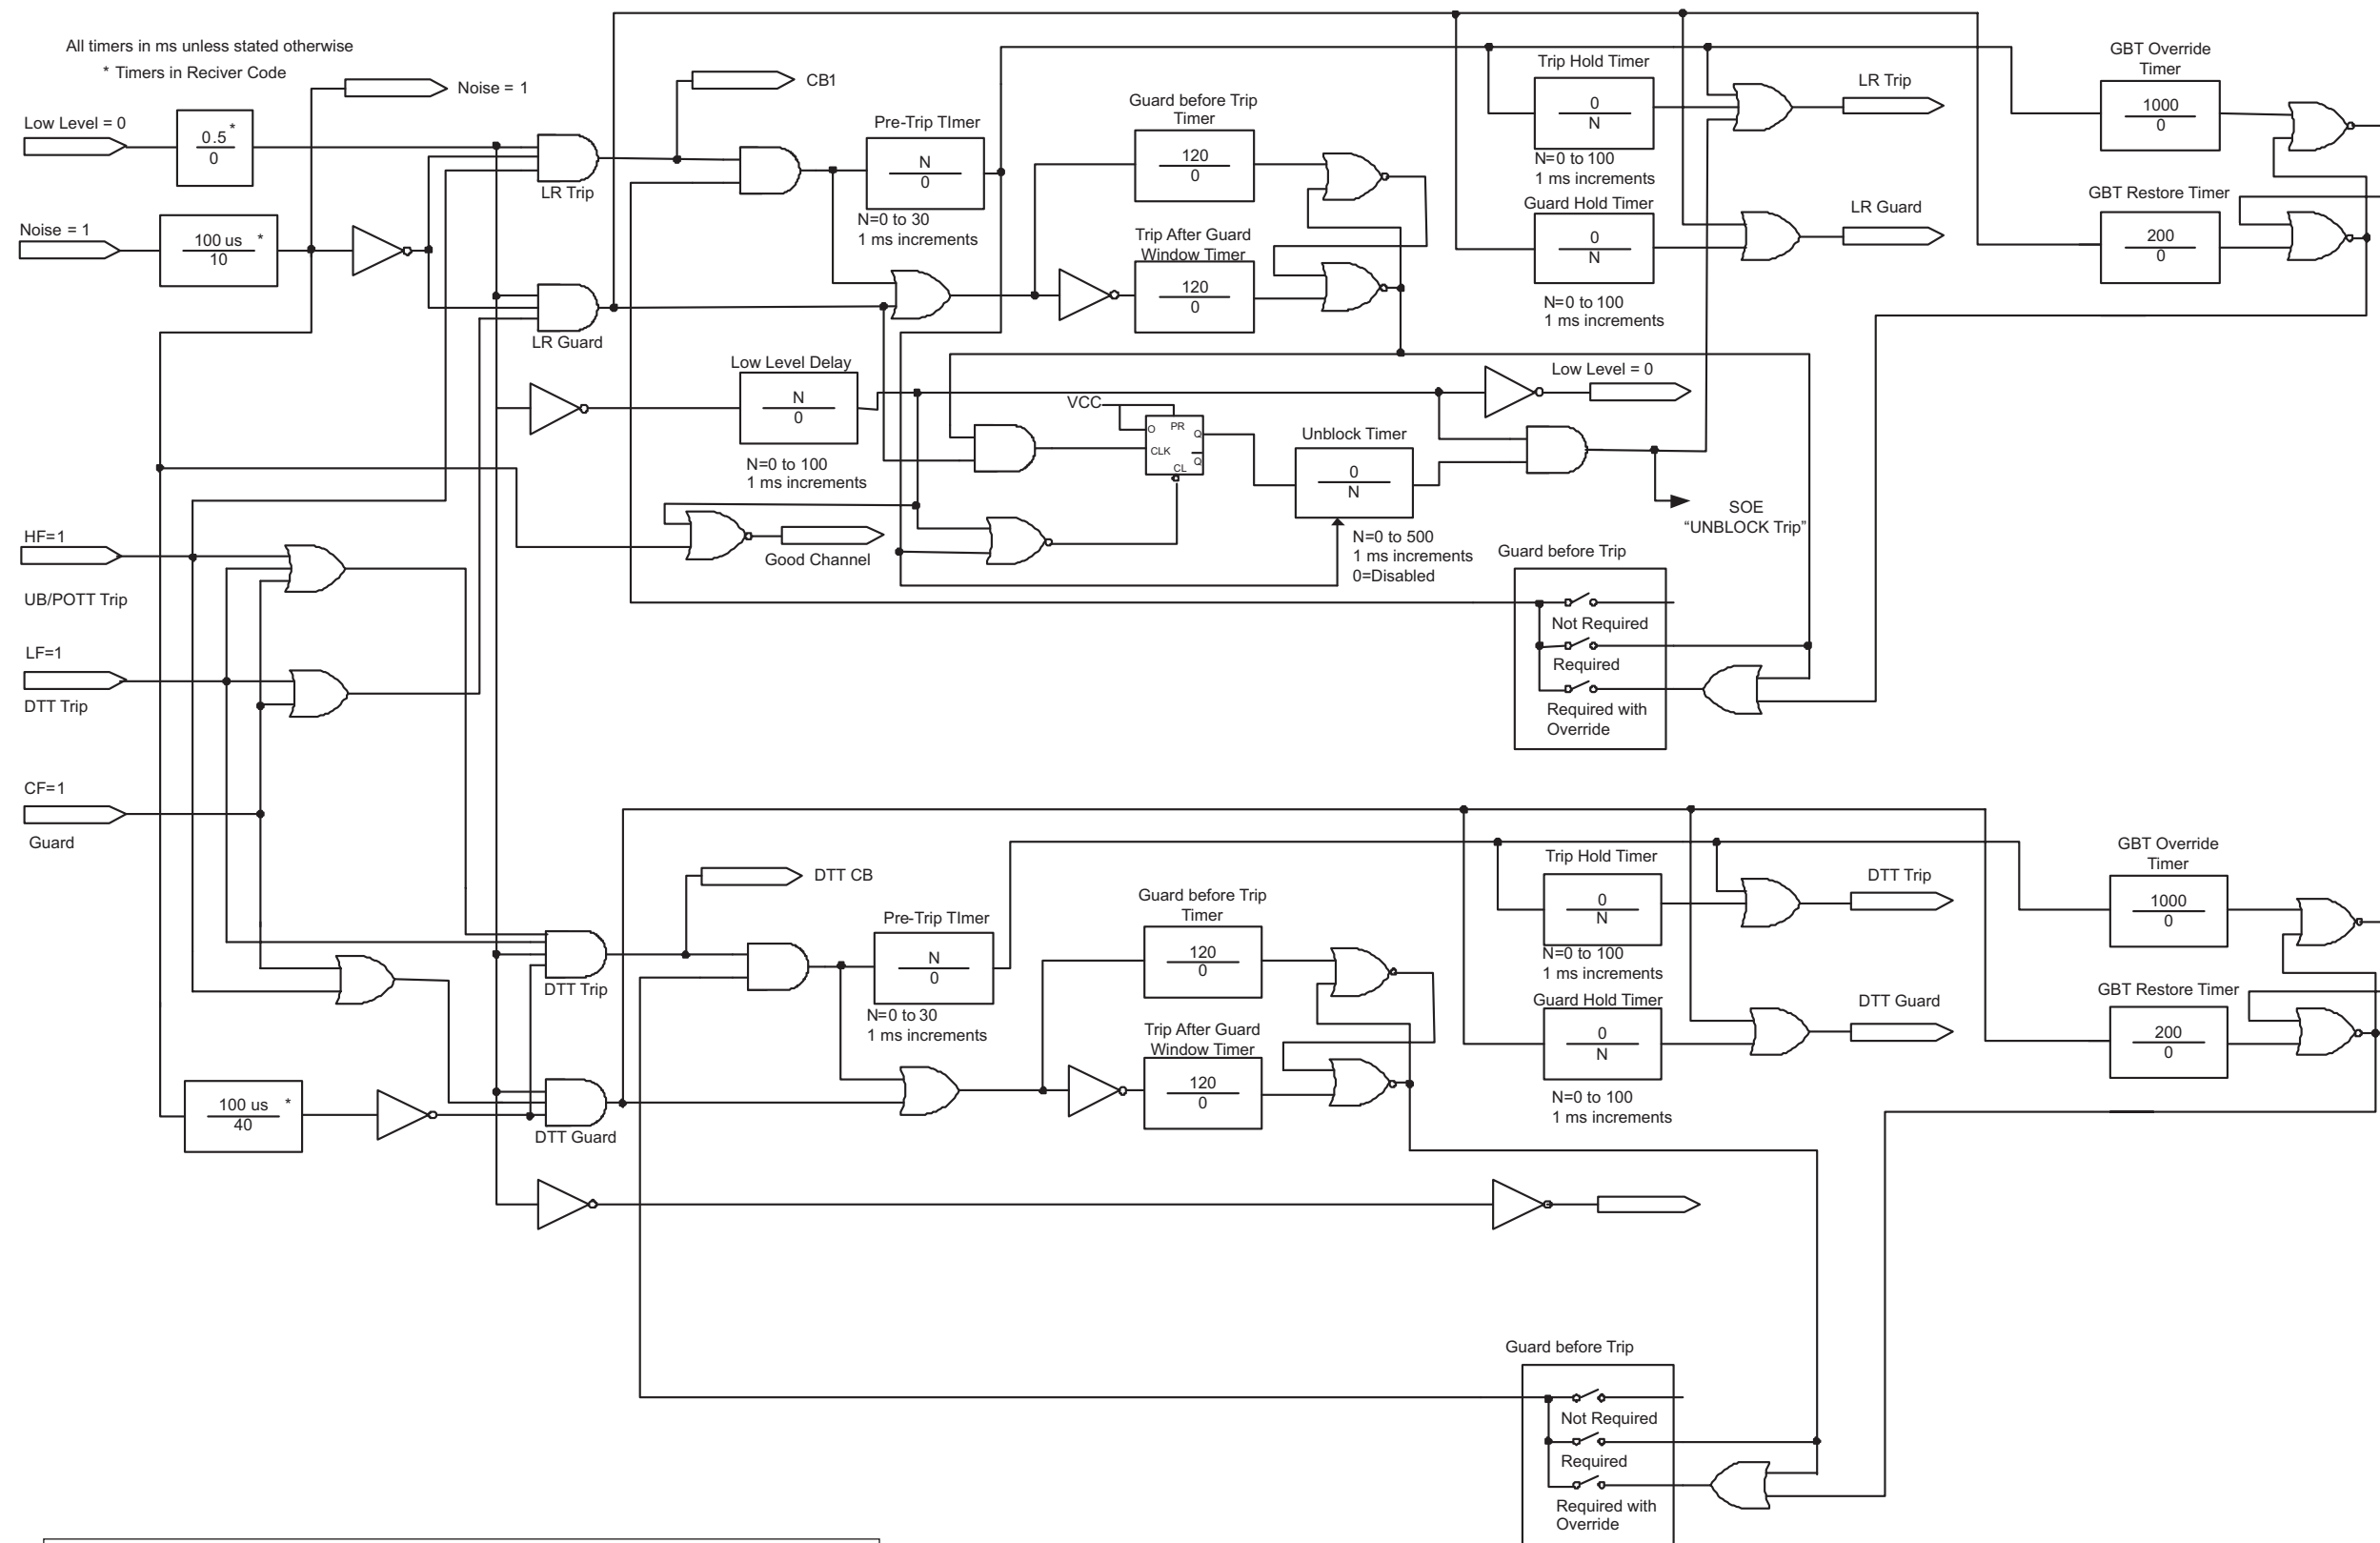 All timers in ms unless stated otherwise
* Timers in Reciver Code
Noise = 1
CB1
Low Level = 0
0.5 *
0
Noise = 1
100 us *
10
LR Trip
LR Guard
Pre-Trip TImer
N
0
N=0 to 30
1 ms increments
Guard before Trip
Timer
120
0
Trip After Guard
Window Timer
120
0
Trip Hold Timer
0
N
N=0 to 100
1 ms increments
Guard Hold Timer
0
N
N=0 to 100
1 ms increments
LR Trip
LR Guard
GBT Override
Timer
1000
0
GBT Restore Timer
200
0
Low Level Delay
N
0
N=0 to 100
1 ms increments
VCC
O
PR
Q
CLK
Q
CL
Unblock Timer
0
N
N=0 to 500
1 ms increments
0=Disabled
Low Level = 0
SOE
“UNBLOCK Trip”
Good Channel
HF=1
UB/POTT Trip
LF=1
DTT Trip
CF=1
Guard
Guard before Trip
Not Required
Required
Required with
Override
DTT CB
DTT Trip
DTT Guard
100 us *
40
Pre-Trip TImer
N
0
N=0 to 30
1 ms increments
Guard before Trip
Timer
120
0
Trip After Guard
Window Timer
120
0
Trip Hold Timer
0
N
N=0 to 100
1 ms increments
Guard Hold Timer
0
N
N=0 to 100
1 ms increments
DTT Trip
DTT Guard
GBT Override
Timer
1000
0
GBT Restore Timer
200
0
Guard before Trip
Not Required
Required
Required with
Override